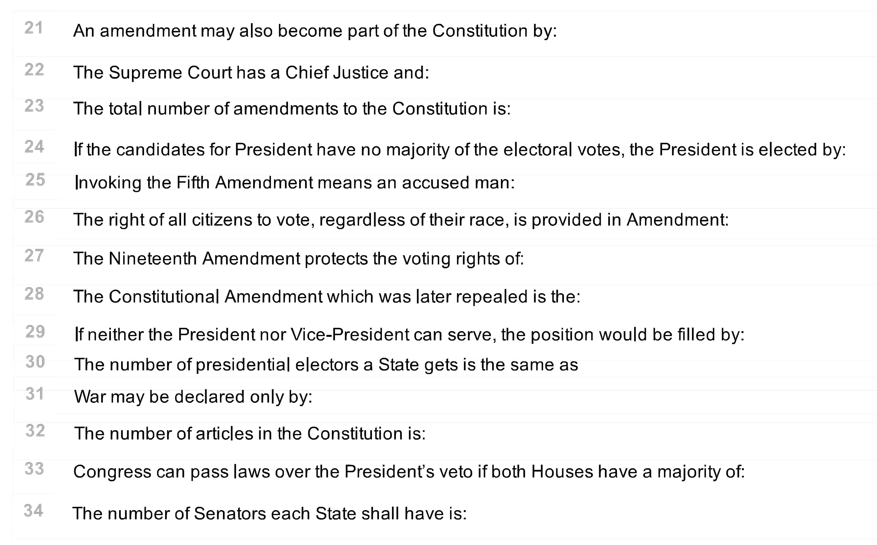 21 An amendment may also become part of the Constitution by:
22 The Supreme Court has a Chief Justice and:
23 The total number of amendments to the Constitution is:
24 If the candidates for President have no majority of the electoral votes, the President is elected by:
25 Invoking the Fifth Amendment means an accused man:
26 The right of all citizens to vote, regardless of their race, is provided in Amendment:
27 The Nineteenth Amendment protects the voting rights of:
28 The Constitutional Amendment which was later repealed is the:
29 If neither the President nor Vice-President can serve, the position would be filled by:
30 The number of presidential electors a State gets is the same as
31 War may be declared only by:
32 The number of articles in the Constitution is:
33 Congress can pass laws over the President's veto if both Houses have a majority of:
34 The number of Senators each State shall have is: